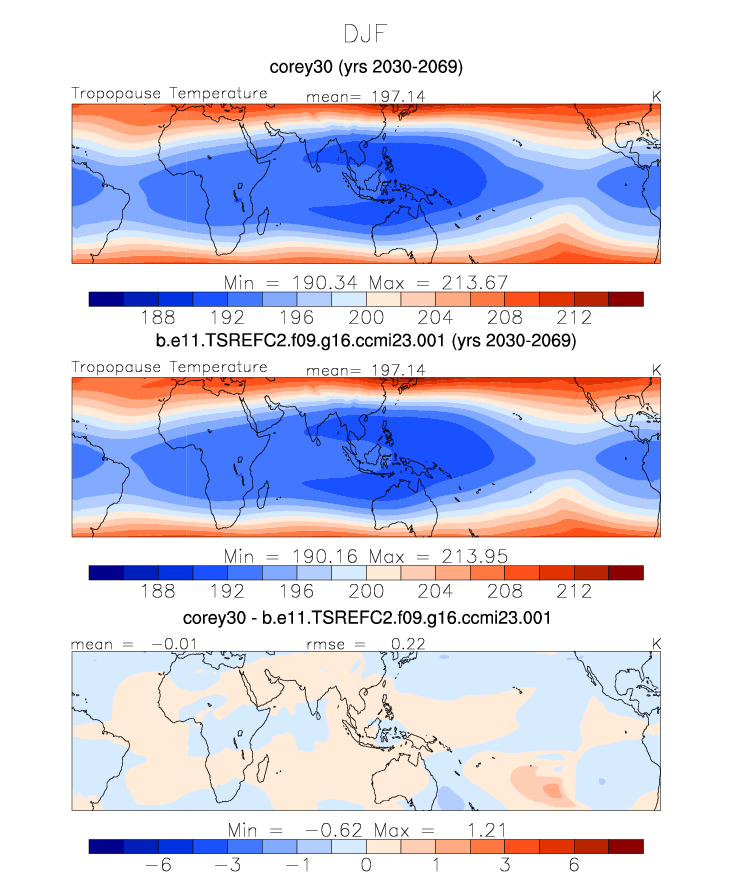 DJF
corey30 (yrs 2030-2069)
Tropopause Temperature mean= 197.14 K
Min = 190.34 Max = 213.67
188 192 196 200 204 208 212
b.e11.TSREFC2.f09.g16.ccmi23.001 (yrs 2030-2069)
Tropopause Temperature mean= 197.14 K
Min = 190.16 Max = 213.95
188 192 196 200 204 208 212
corey30 - b.e11.TSREFC2.f09.g16.ccmi23.001
mean = -0.01 rmse = 0.22 K
Min = -0.62 Max = 1.21
-6 -3 -1 0 1 3 6